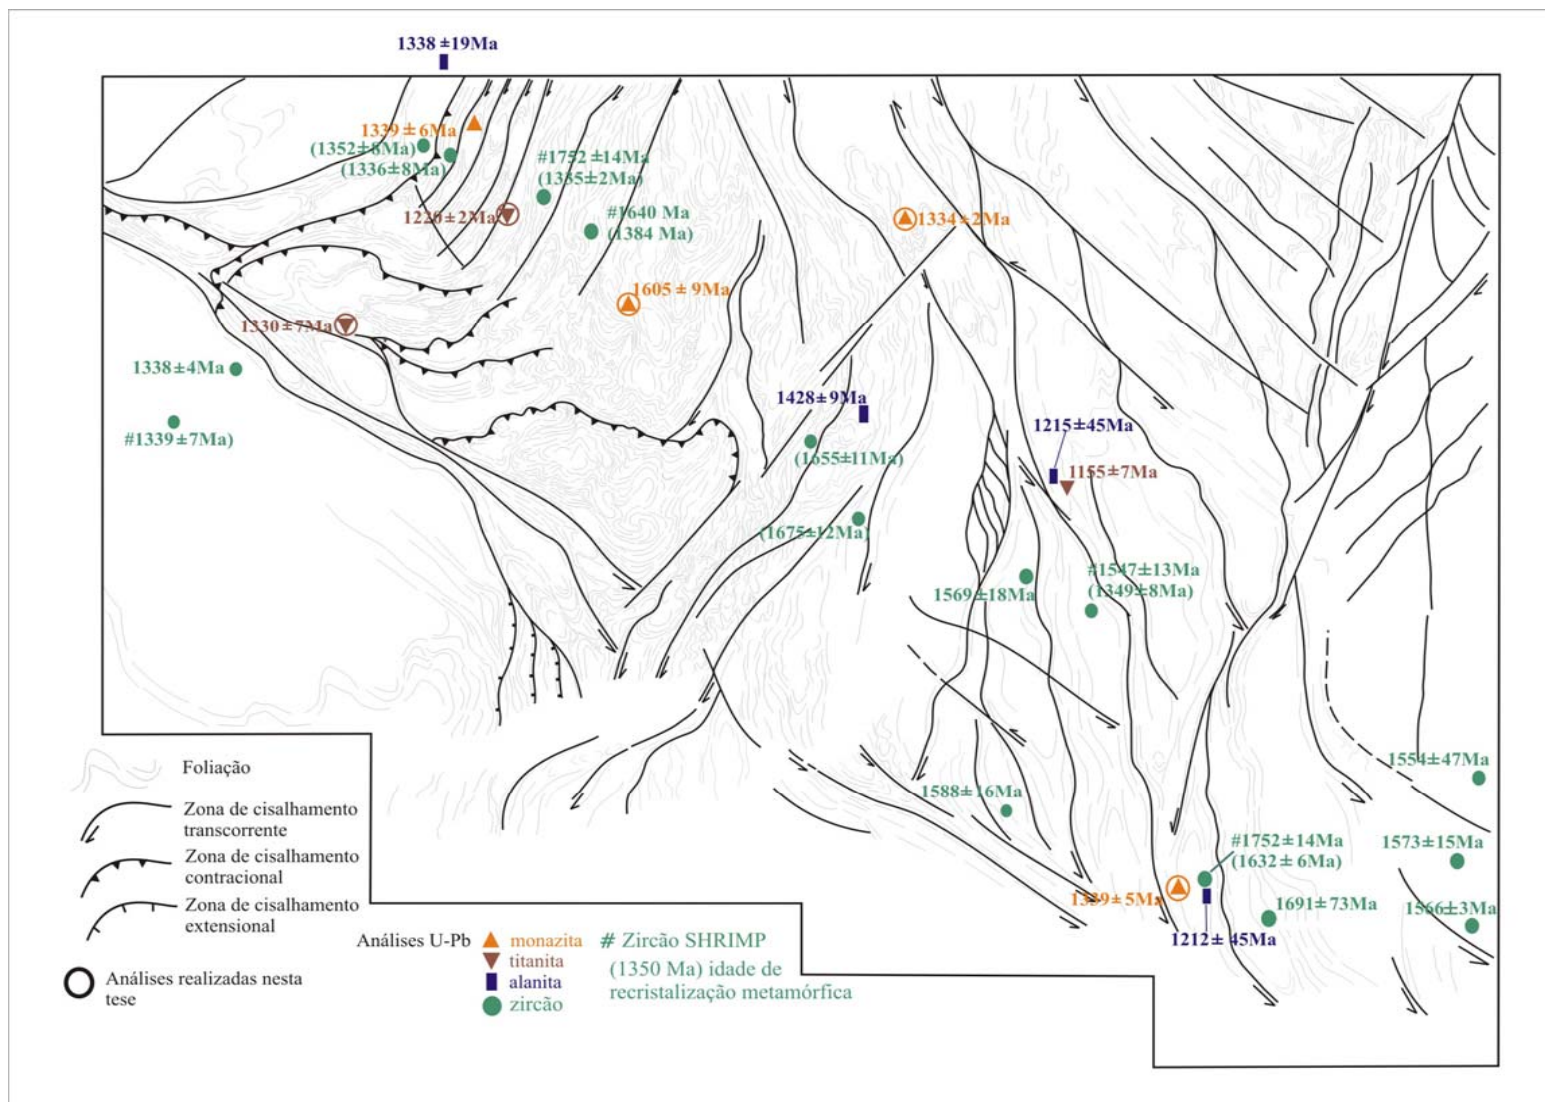 1338 ±19Ma
1339 ± 6Ma
(1352±8Ma)
(1336±8Ma)
#1752 ±14Ma
(1335±2Ma)
1220±2Ma
#1640 Ma
(1384 Ma)
1334±2Ma
1605 ± 9Ma
1330±7Ma
1338±4Ma
1428±9Ma
#1339±7Ma)
1215±45Ma
(1655±11Ma)
1155±7Ma
(1675±12Ma)
#1547±13Ma
(1349±8Ma)
1569±18Ma
1554±47Ma
1588±16Ma
#1752±14Ma
(1632± 6Ma)
1573±15Ma
1339±5Ma
1691±73Ma
1566±3Ma
1212± 45Ma
Foliação
Zona de cisalhamento
transcorrente
Zona de cisalhamento
contracional
Zona de cisalhamento
extensional
Análises realizadas nesta
tese
Análises U-Pb
monazita
titanita
alanita
zircão
# Zircão SHRIMP
(1350 Ma) idade de
recristalização metamórfica